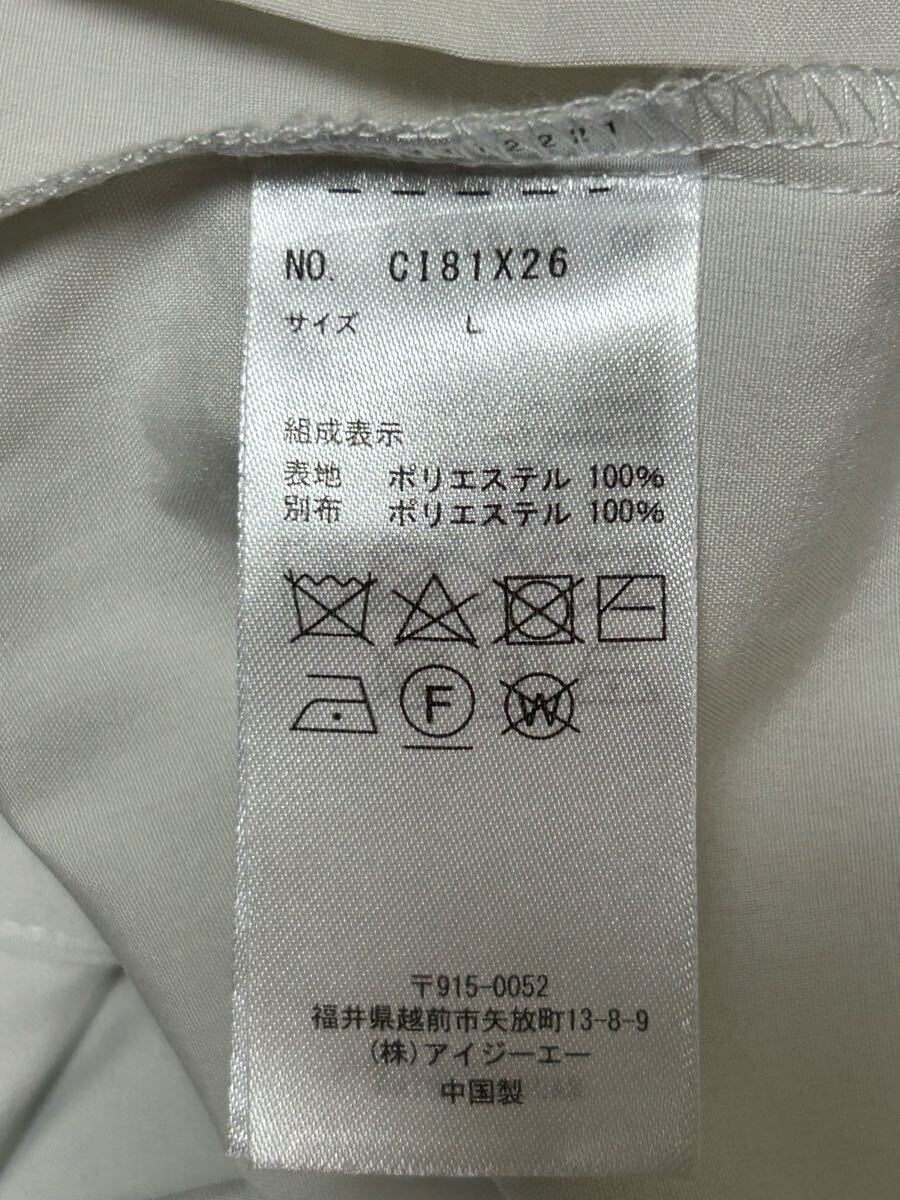 NO. CI81X26
サイズ L
組成表示
表地 ポリエステル 100%
別布 ポリエステル 100%
F W
〒915-0052
福井県越前市矢放町13-8-9
(株)アイジーエー
中国製